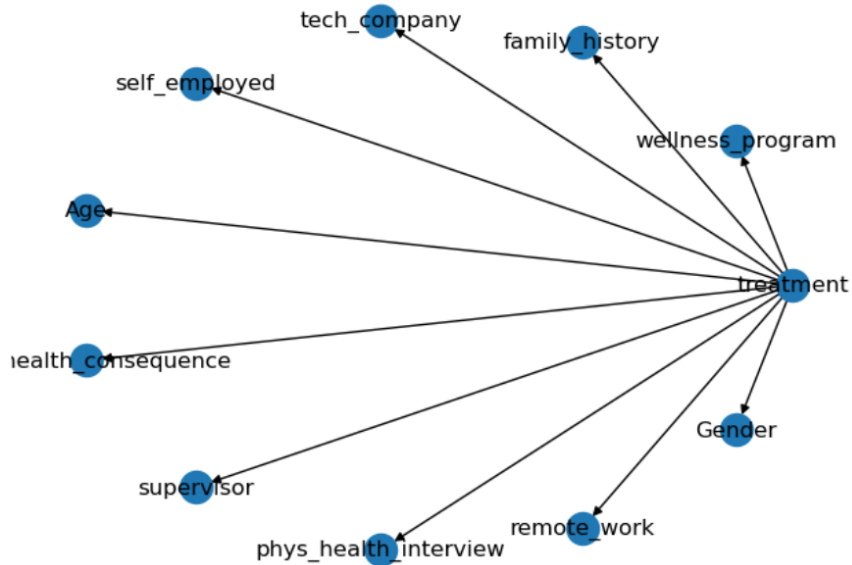 tech_company
family_history
self_employed
wellness_program
Age
treatment
health_consequence
Gender
supervisor
remote_work
phys_health_interview